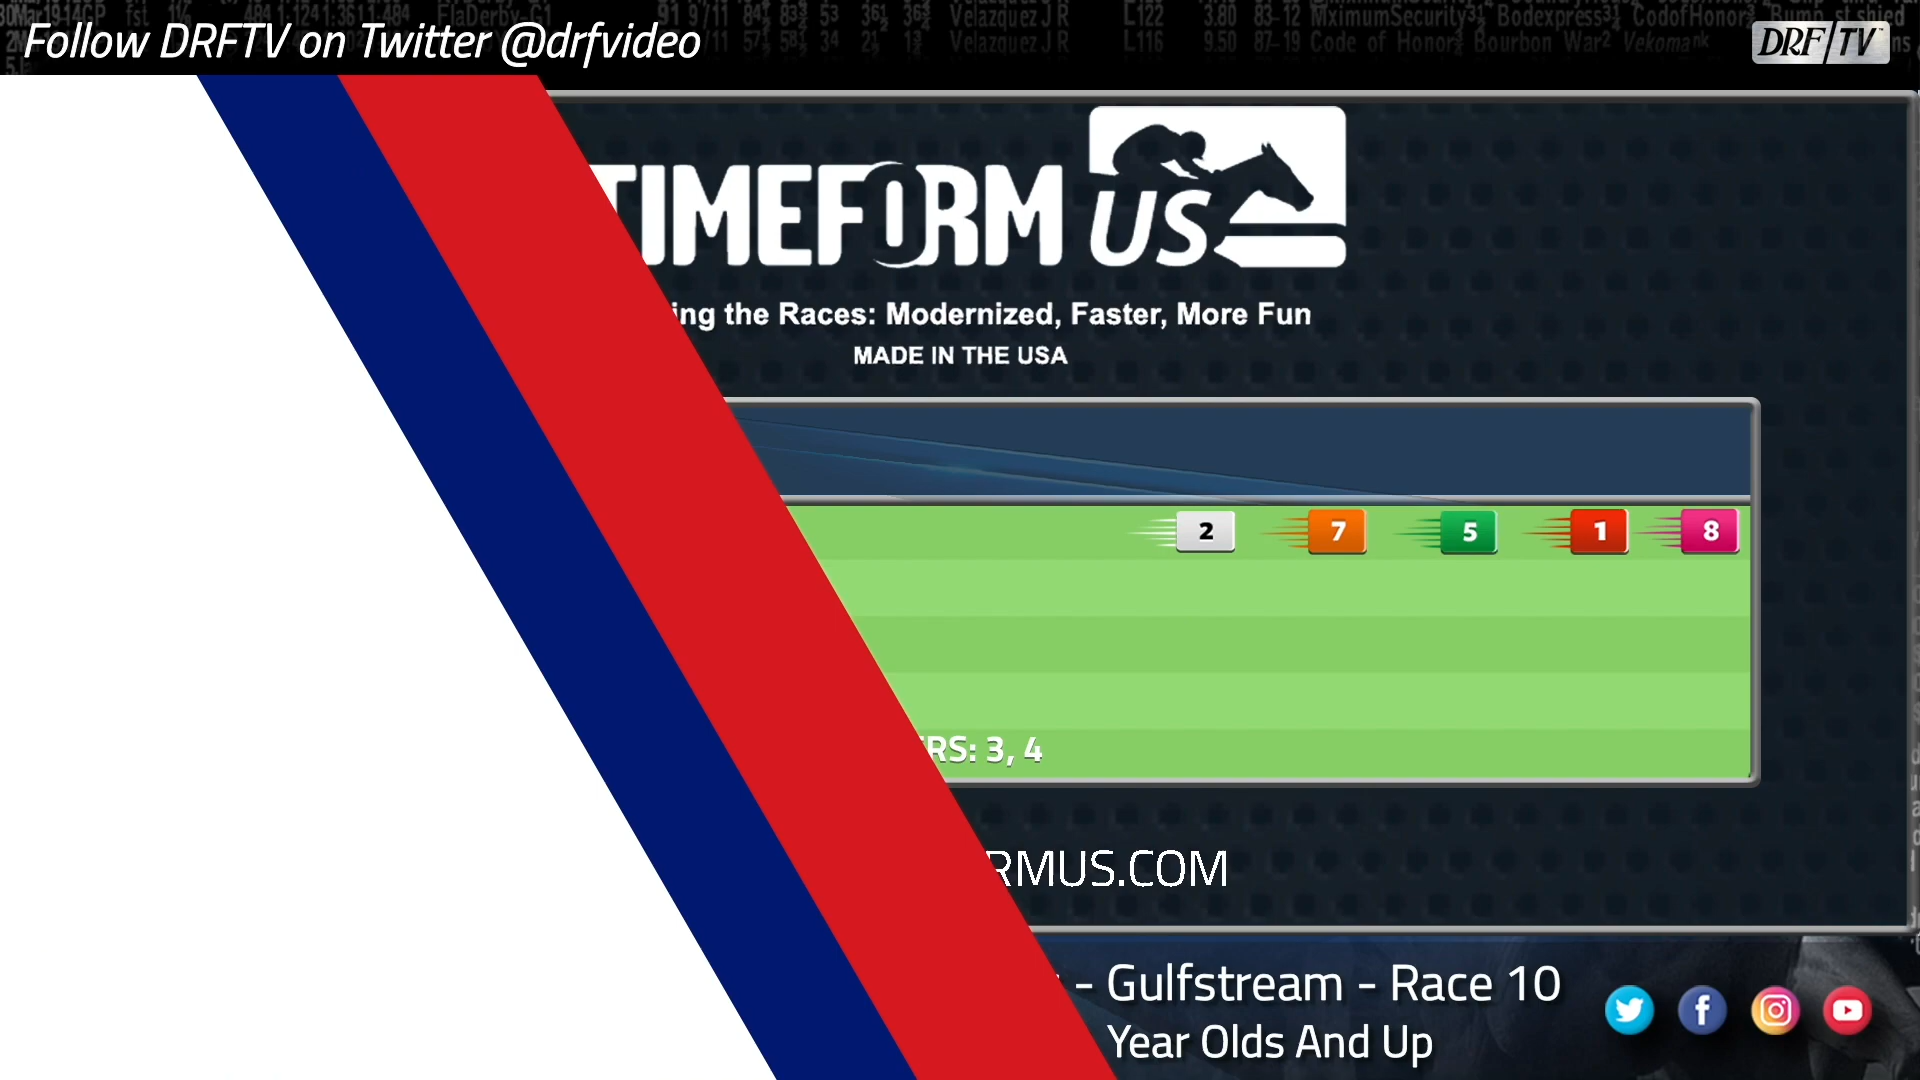 Follow DRFTV on Twitter @drfvideo
DRF/TV
TIMEFORM US
ing the Races: Modernized, Faster, More Fun
MADE IN THE USA
2 7 5 1 8
RS: 3, 4
RMUS.COM
- Gulfstream - Race 10
Year Olds And Up